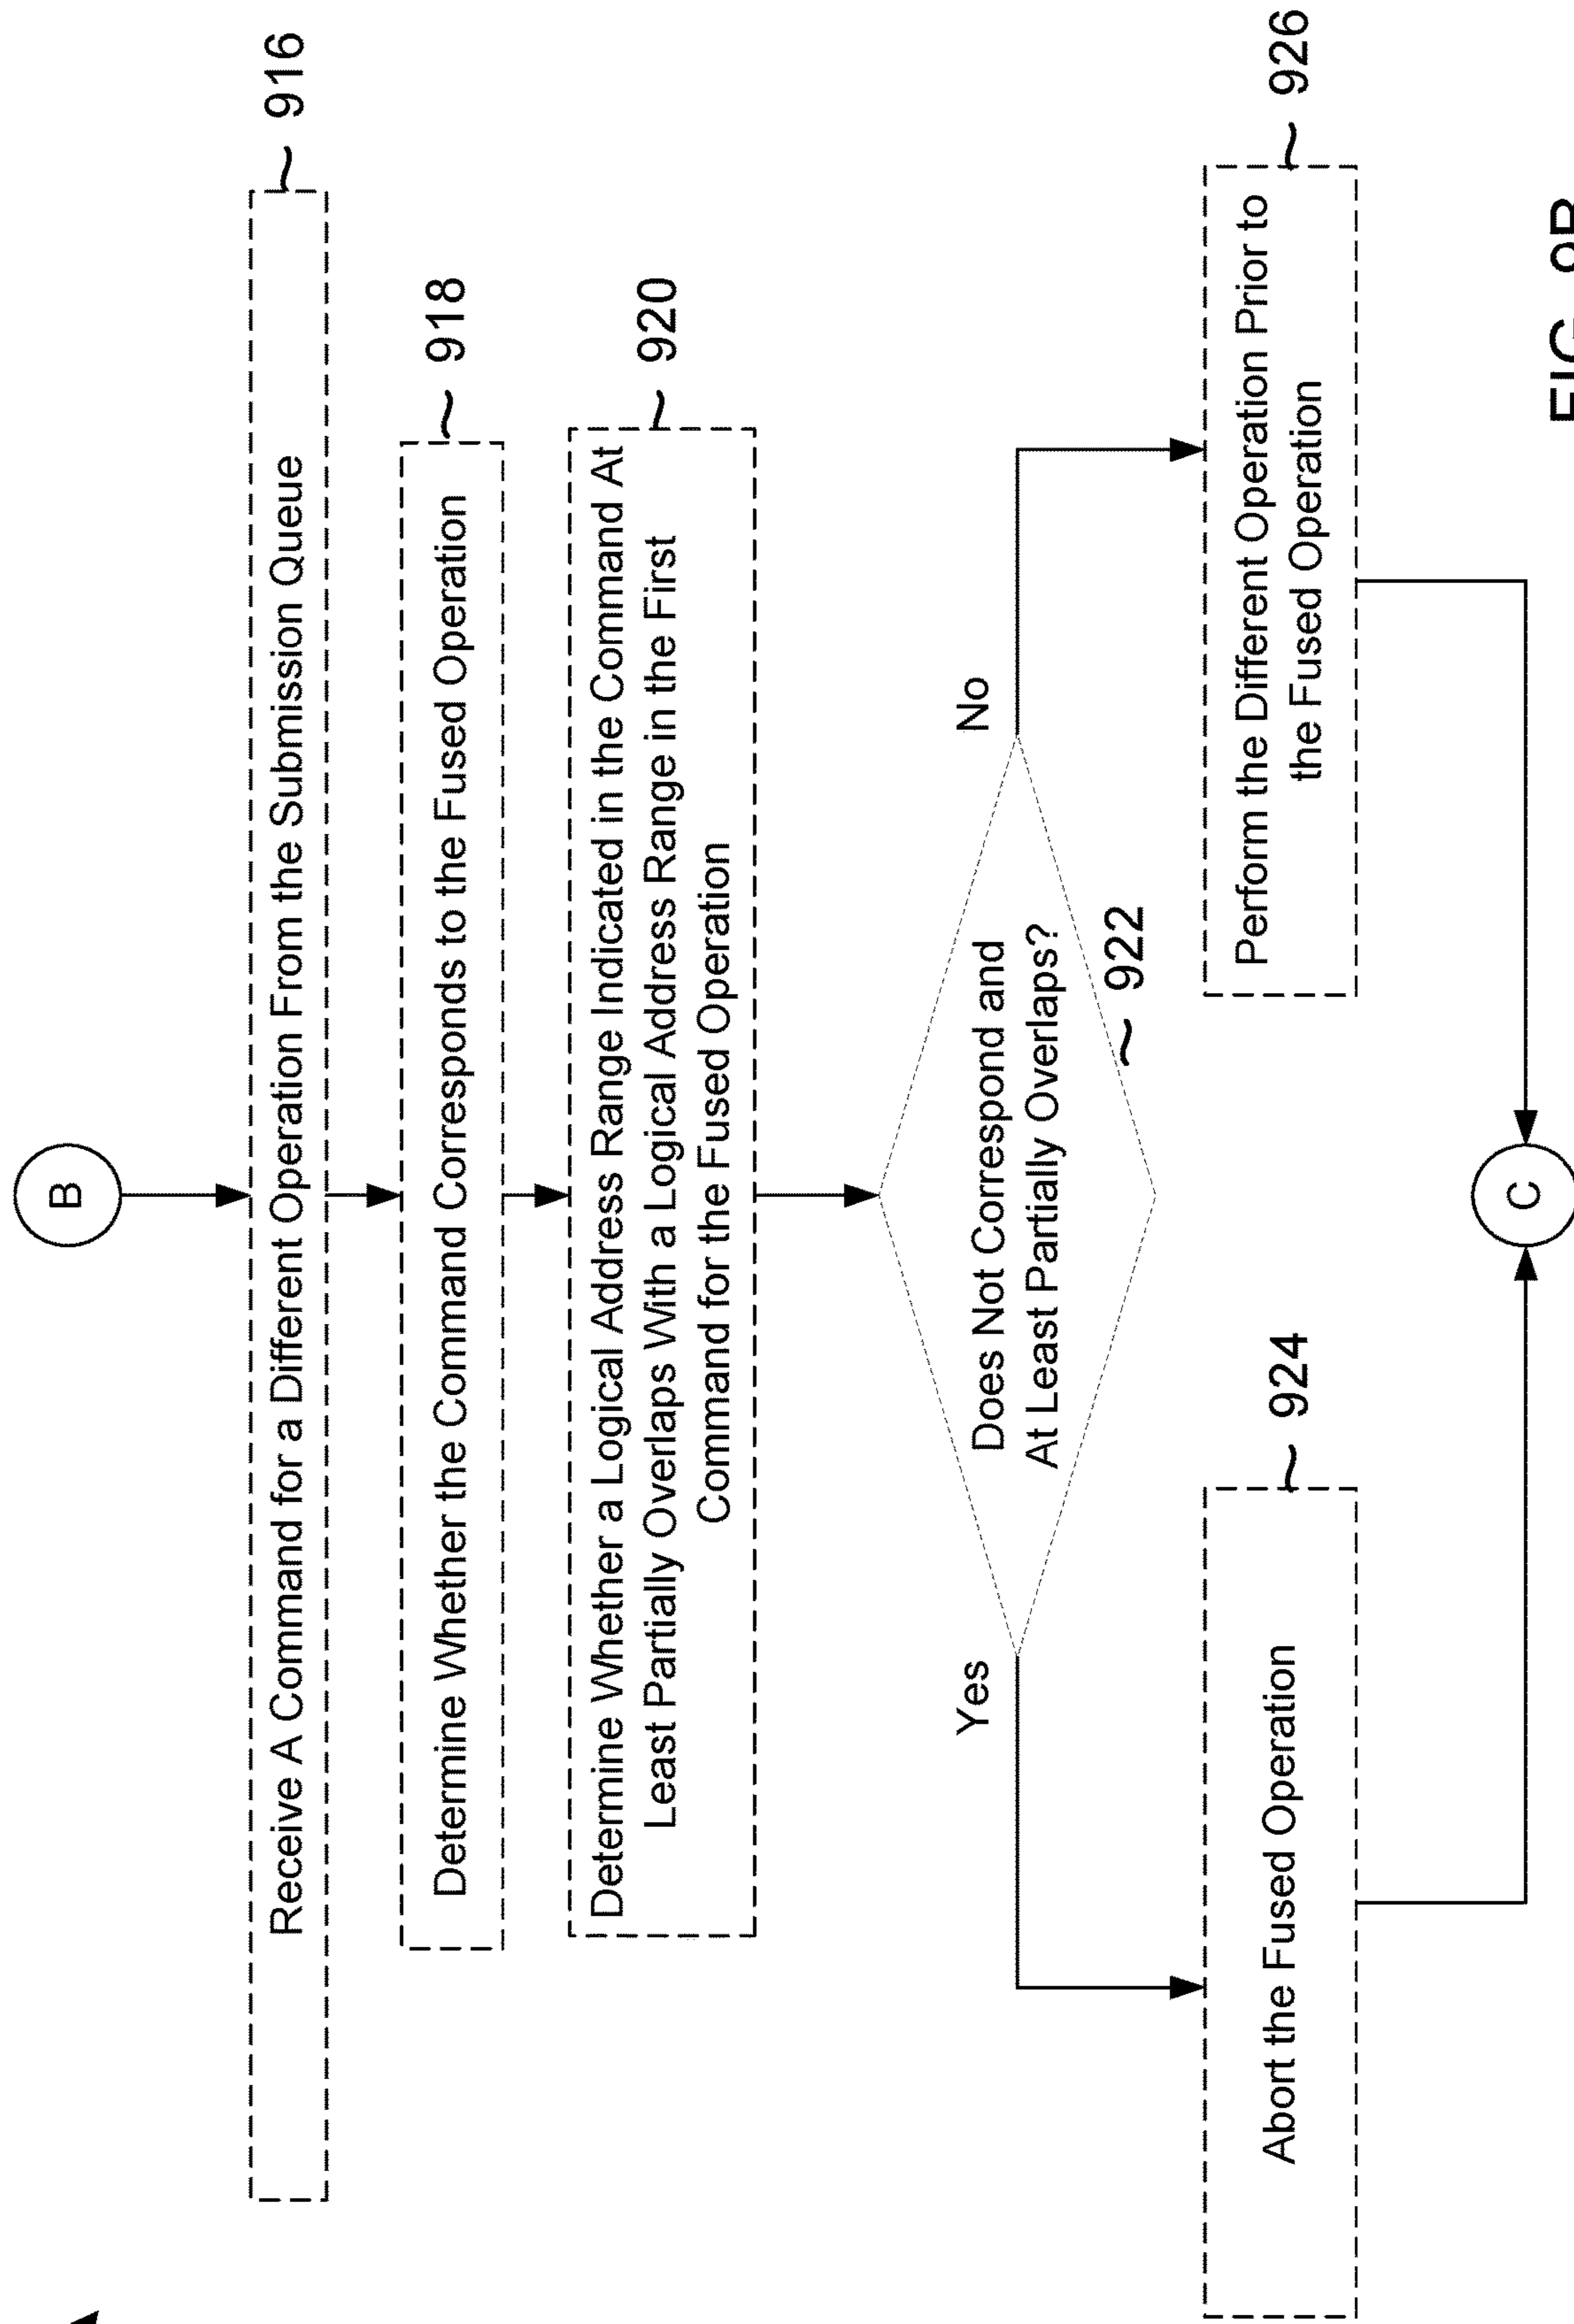 B
Receive A Command for a Different Operation From the Submission Queue
~ 916
Determine Whether the Command Corresponds to the Fused Operation
~ 918
Determine Whether a Logical Address Range Indicated in the Command At
Least Partially Overlaps With a Logical Address Range in the First
Command for the Fused Operation
~ 920
Does Not Correspond and
At Least Partially Overlaps?
~ 922
Yes
No
Abort the Fused Operation
~ 924
Perform the Different Operation Prior to
the Fused Operation
~ 926
C
FIG.